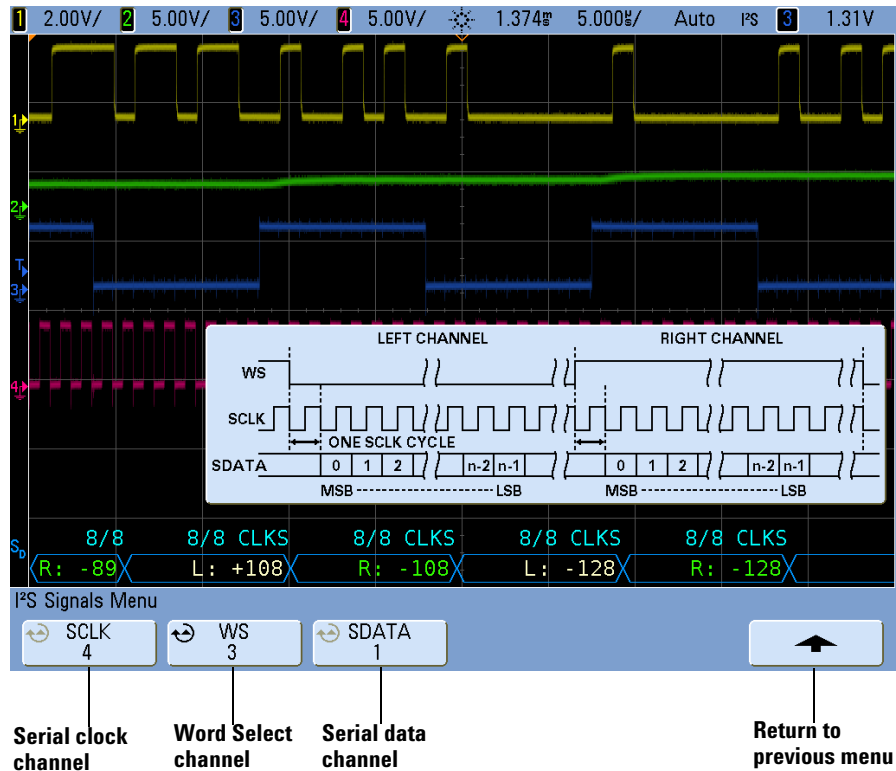 1 2.00V/ 2 5.00V/ 3 5.00V/ 4 5.00V/ 1.374m̸s 5.000µs/ Auto I²S 3 1.31V
1
2
T
3
4
LEFT CHANNEL RIGHT CHANNEL
WS
SCLK
ONE SCLK CYCLE
SDATA 0 1 2 n-2 n-1 0 1 2 n-2 n-1
MSB LSB MSB LSB
8/8 8/8 CLKS 8/8 CLKS 8/8 CLKS 8/8 CLKS
SD R: -89 L: +108 R: -108 L: -128 R: -128
I²S Signals Menu
SCLK WS SDATA
4 3 1
Serial clock channel
Word Select channel
Serial data channel
Return to previous menu